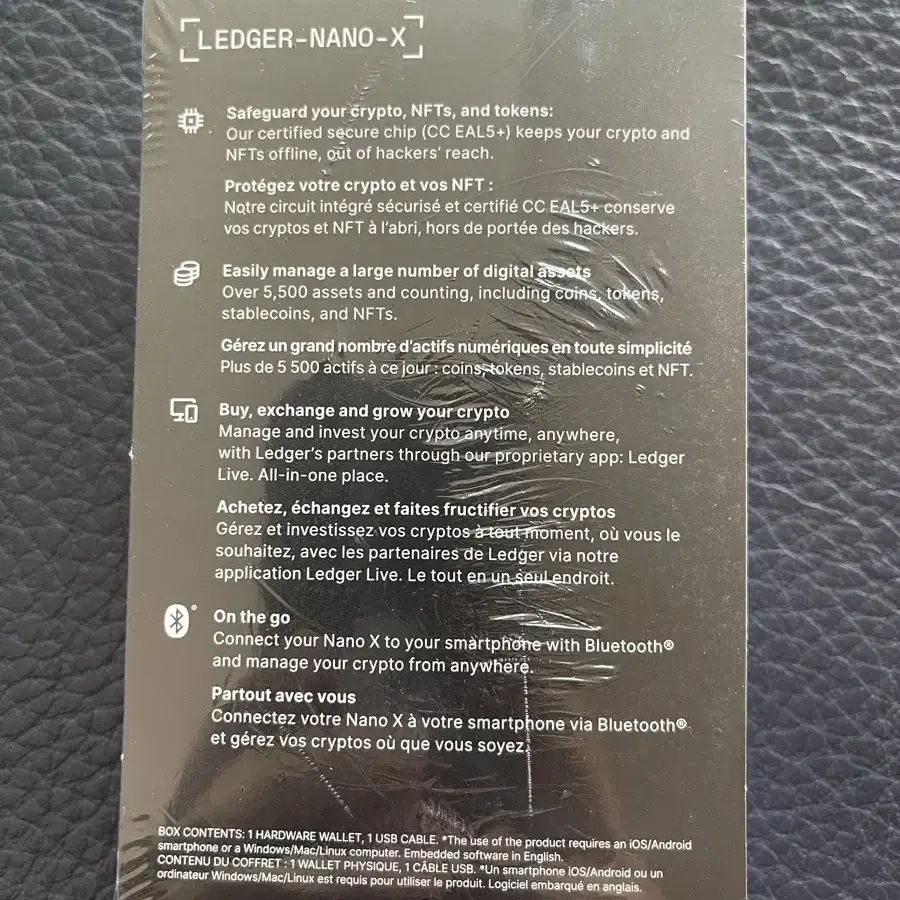 LEDGER-NANO-X
Safeguard your crypto, NFTs, and tokens:
Our certified secure chip (CC EAL5+) keeps your crypto and
NFTs offline, out of hackers' reach.
Protégez votre crypto et vos NFT :
Notre circuit intégré sécurisé et certifié CC EAL5+ conserve
vos cryptos et NFT à l'abri, hors de portée des hackers.
Easily manage a large number of digital assets
Over 5,500 assets and counting, including coins, tokens,
stablecoins, and NFTs.
Gérez un grand nombre d'actifs numériques en toute simplicité
Plus de 5 500 actifs à ce jour : coins, tokens, stablecoins et NFT.
Buy, exchange and grow your crypto
Manage and invest your crypto anytime, anywhere,
with Ledger's partners through our proprietary app: Ledger
Live. All-in-one place.
Achetez, échangez et faites fructifier vos cryptos
Gérez et investissez vos cryptos à tout moment, où vous le
souhaitez, avec les partenaires de Ledger via notre
application Ledger Live. Le tout en un seul endroit.
On the go
Connect your Nano X to your smartphone with Bluetooth®
and manage your crypto from anywhere.
Partout avec vous
Connectez votre Nano X à votre smartphone via Bluetooth®
et gérez vos cryptos où que vous soyez.
BOX CONTENTS: 1 HARDWARE WALLET, 1 USB CABLE. *The use of the product requires an iOS/Android
smartphone or a Windows/Mac/Linux computer. Embedded software in English.
CONTENU DU COFFRET : 1 WALLET PHYSIQUE, 1 CÂBLE USB. *Un smartphone iOS/Android ou un
ordinateur Windows/Mac/Linux est requis pour utiliser le produit. Logiciel embarqué en anglais.